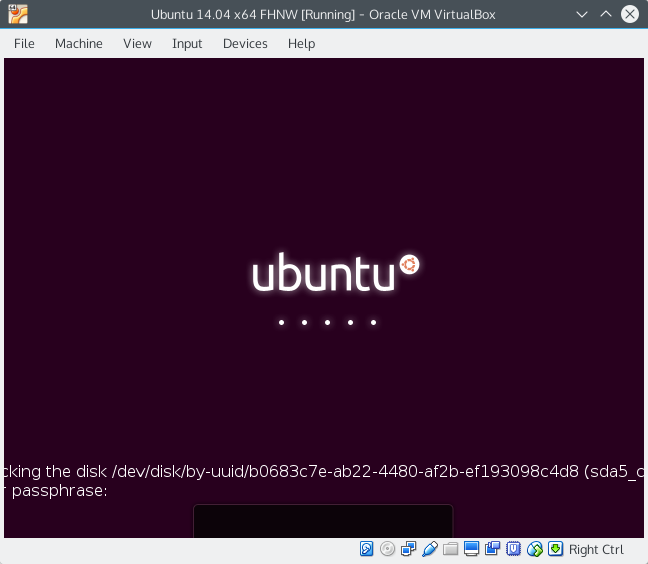 Ubuntu 14.04 x64 FHNW [Running] - Oracle VM VirtualBox
File Machine View Input Devices Help
ubuntu
cking the disk /dev/disk/by-uuid/b0683c7e-ab22-4480-af2b-ef193098c4d8 (sda5_c
r passphrase:
Right Ctrl